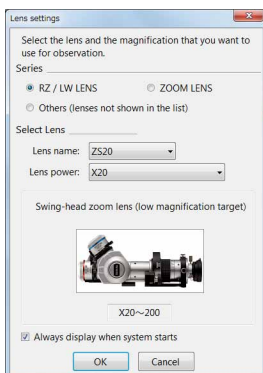 Lens settings
Select the lens and the magnification that you want to
use for observation.
Series
RZ / LW LENS
ZOOM LENS
Others (lenses not shown in the list)
Select Lens
Lens name: ZS20
Lens power: X20
Swing-head zoom lens (low magnification target)
X20～200
Always display when system starts
OK Cancel